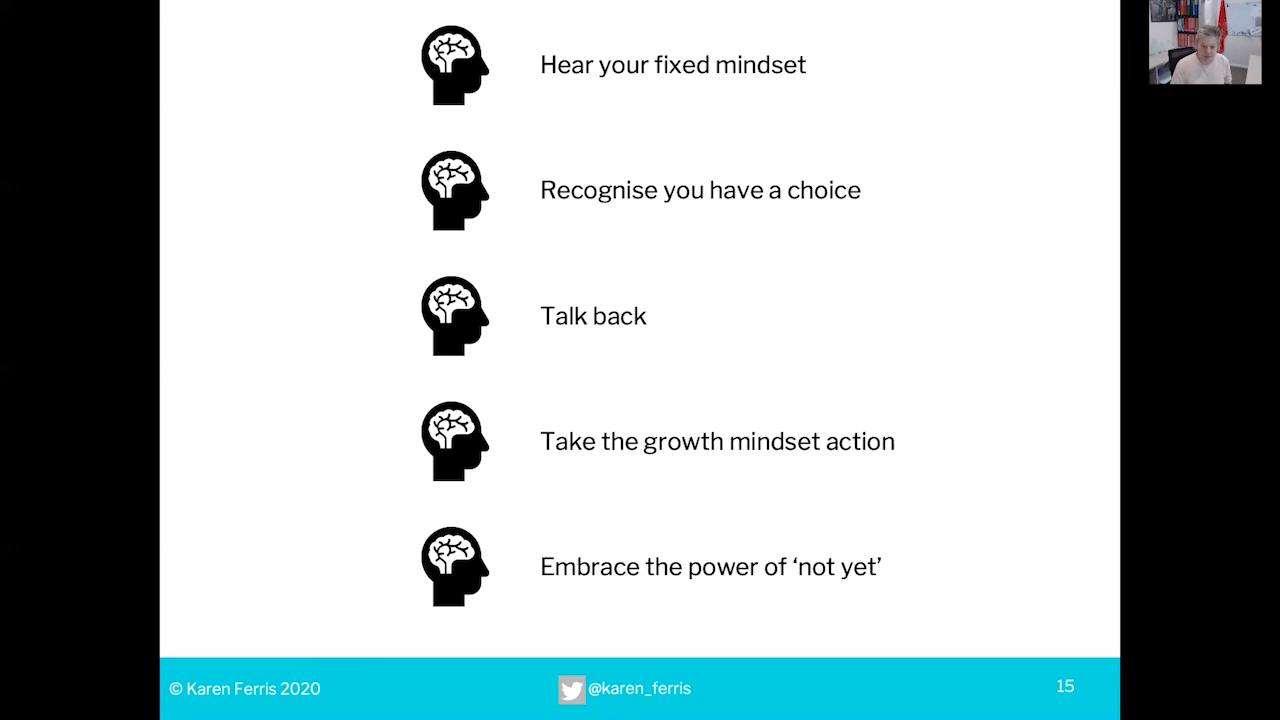 Hear your fixed mindset
Recognise you have a choice
Talk back
Take the growth mindset action
Embrace the power of ‘not yet’
© Karen Ferris 2020
@karen_ferris
15